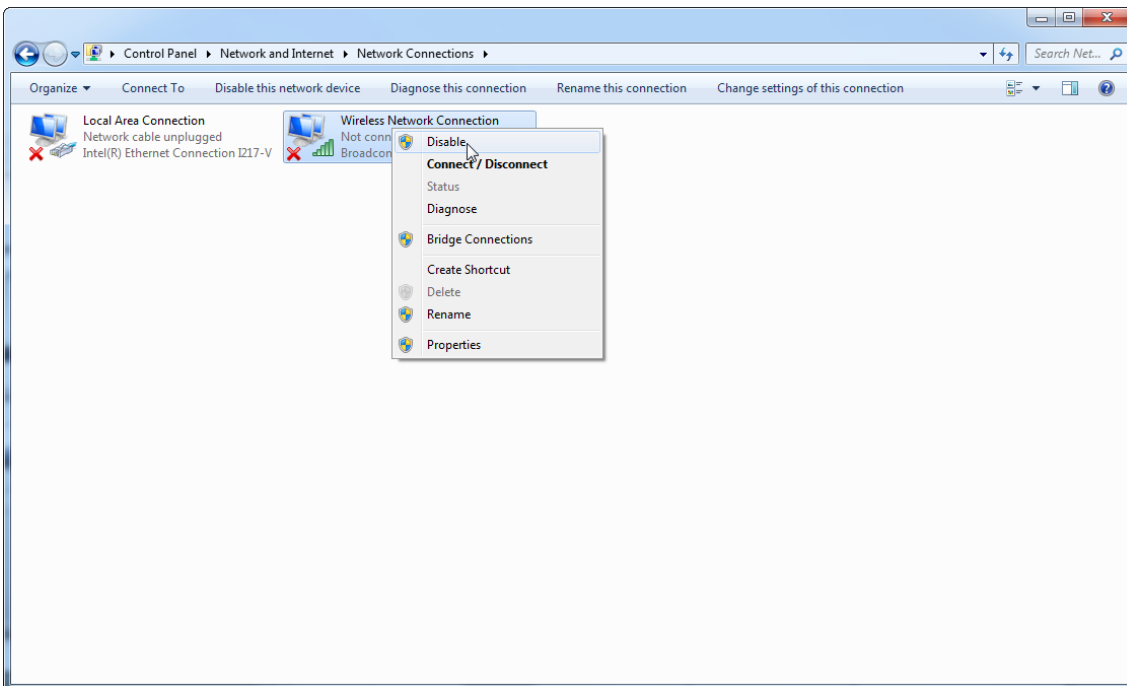 Control Panel Network and Internet Network Connections
Search Net...
Organize Connect To Disable this network device Diagnose this connection Rename this connection Change settings of this connection
Local Area Connection
Network cable unplugged
Intel(R) Ethernet Connection I217-V
Wireless Network Connection
Not conn
Broadcon
Disable
Connect / Disconnect
Status
Diagnose
Bridge Connections
Create Shortcut
Delete
Rename
Properties